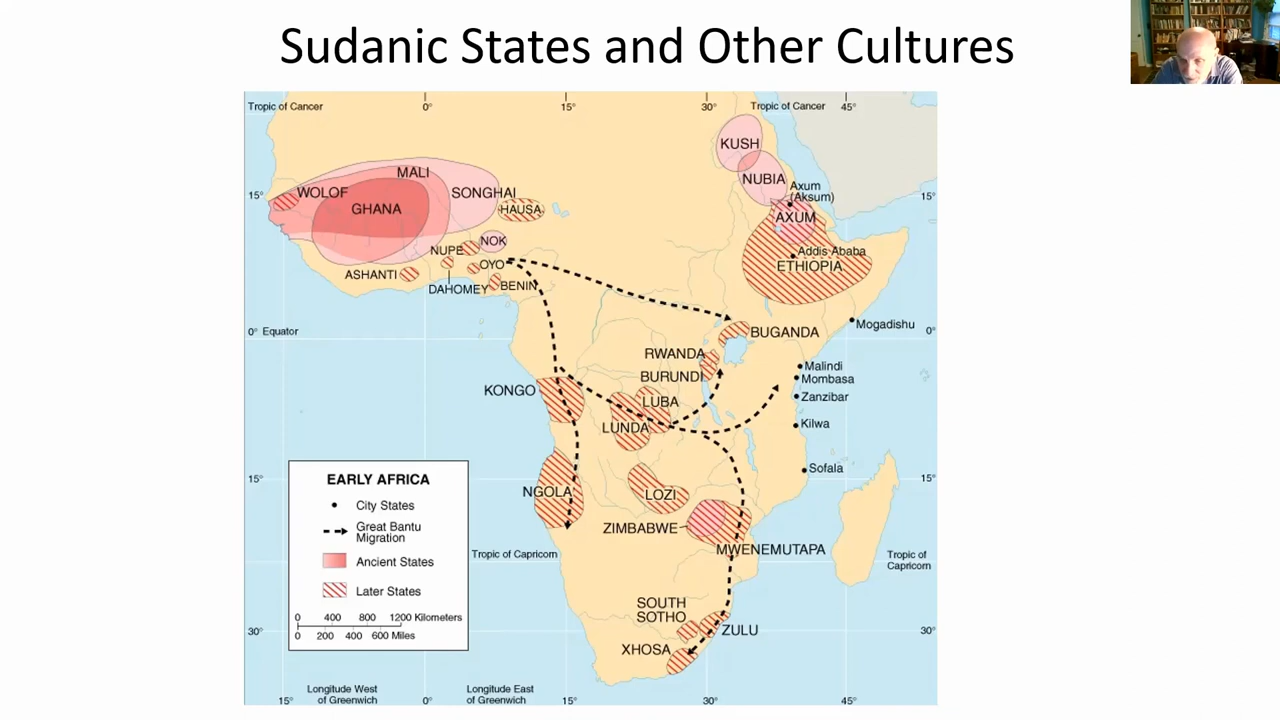 Sudanic States and Other Cultures
Tropic of Cancer
0°
15°
30°
Tropic of Cancer
45°
KUSH
NUBIA
MALI
WOLOF
SONGHAI
GHANA
HAUSA
15°
Axum
(Aksum)
AXUM
15°
NUPE
NOK
OYO
ASHANTI
DAHOMEY
BENIN
Addis Ababa
ETHIOPIA
0° Equator
BUGANDA
Mogadishu
0°
RWANDA
BURUNDI
Malindi
Mombasa
Zanzibar
KONGO
LUBA
LUNDA
Kilwa
Sofala
15°
15°
NGOLA
LOZI
ZIMBABWE
MWENEMUTAPA
Tropic of Capricorn
Tropic of
Capricorn
SOUTH
SOTHO
ZULU
XHOSA
30°
30°
EARLY AFRICA
City States
Great Bantu
Migration
Ancient States
Later States
0 400 800 1200 Kilometers
0 200 400 600 Miles
15°
Longitude West
of Greenwich
0°
Longitude East
of Greenwich
15°
30°
45°